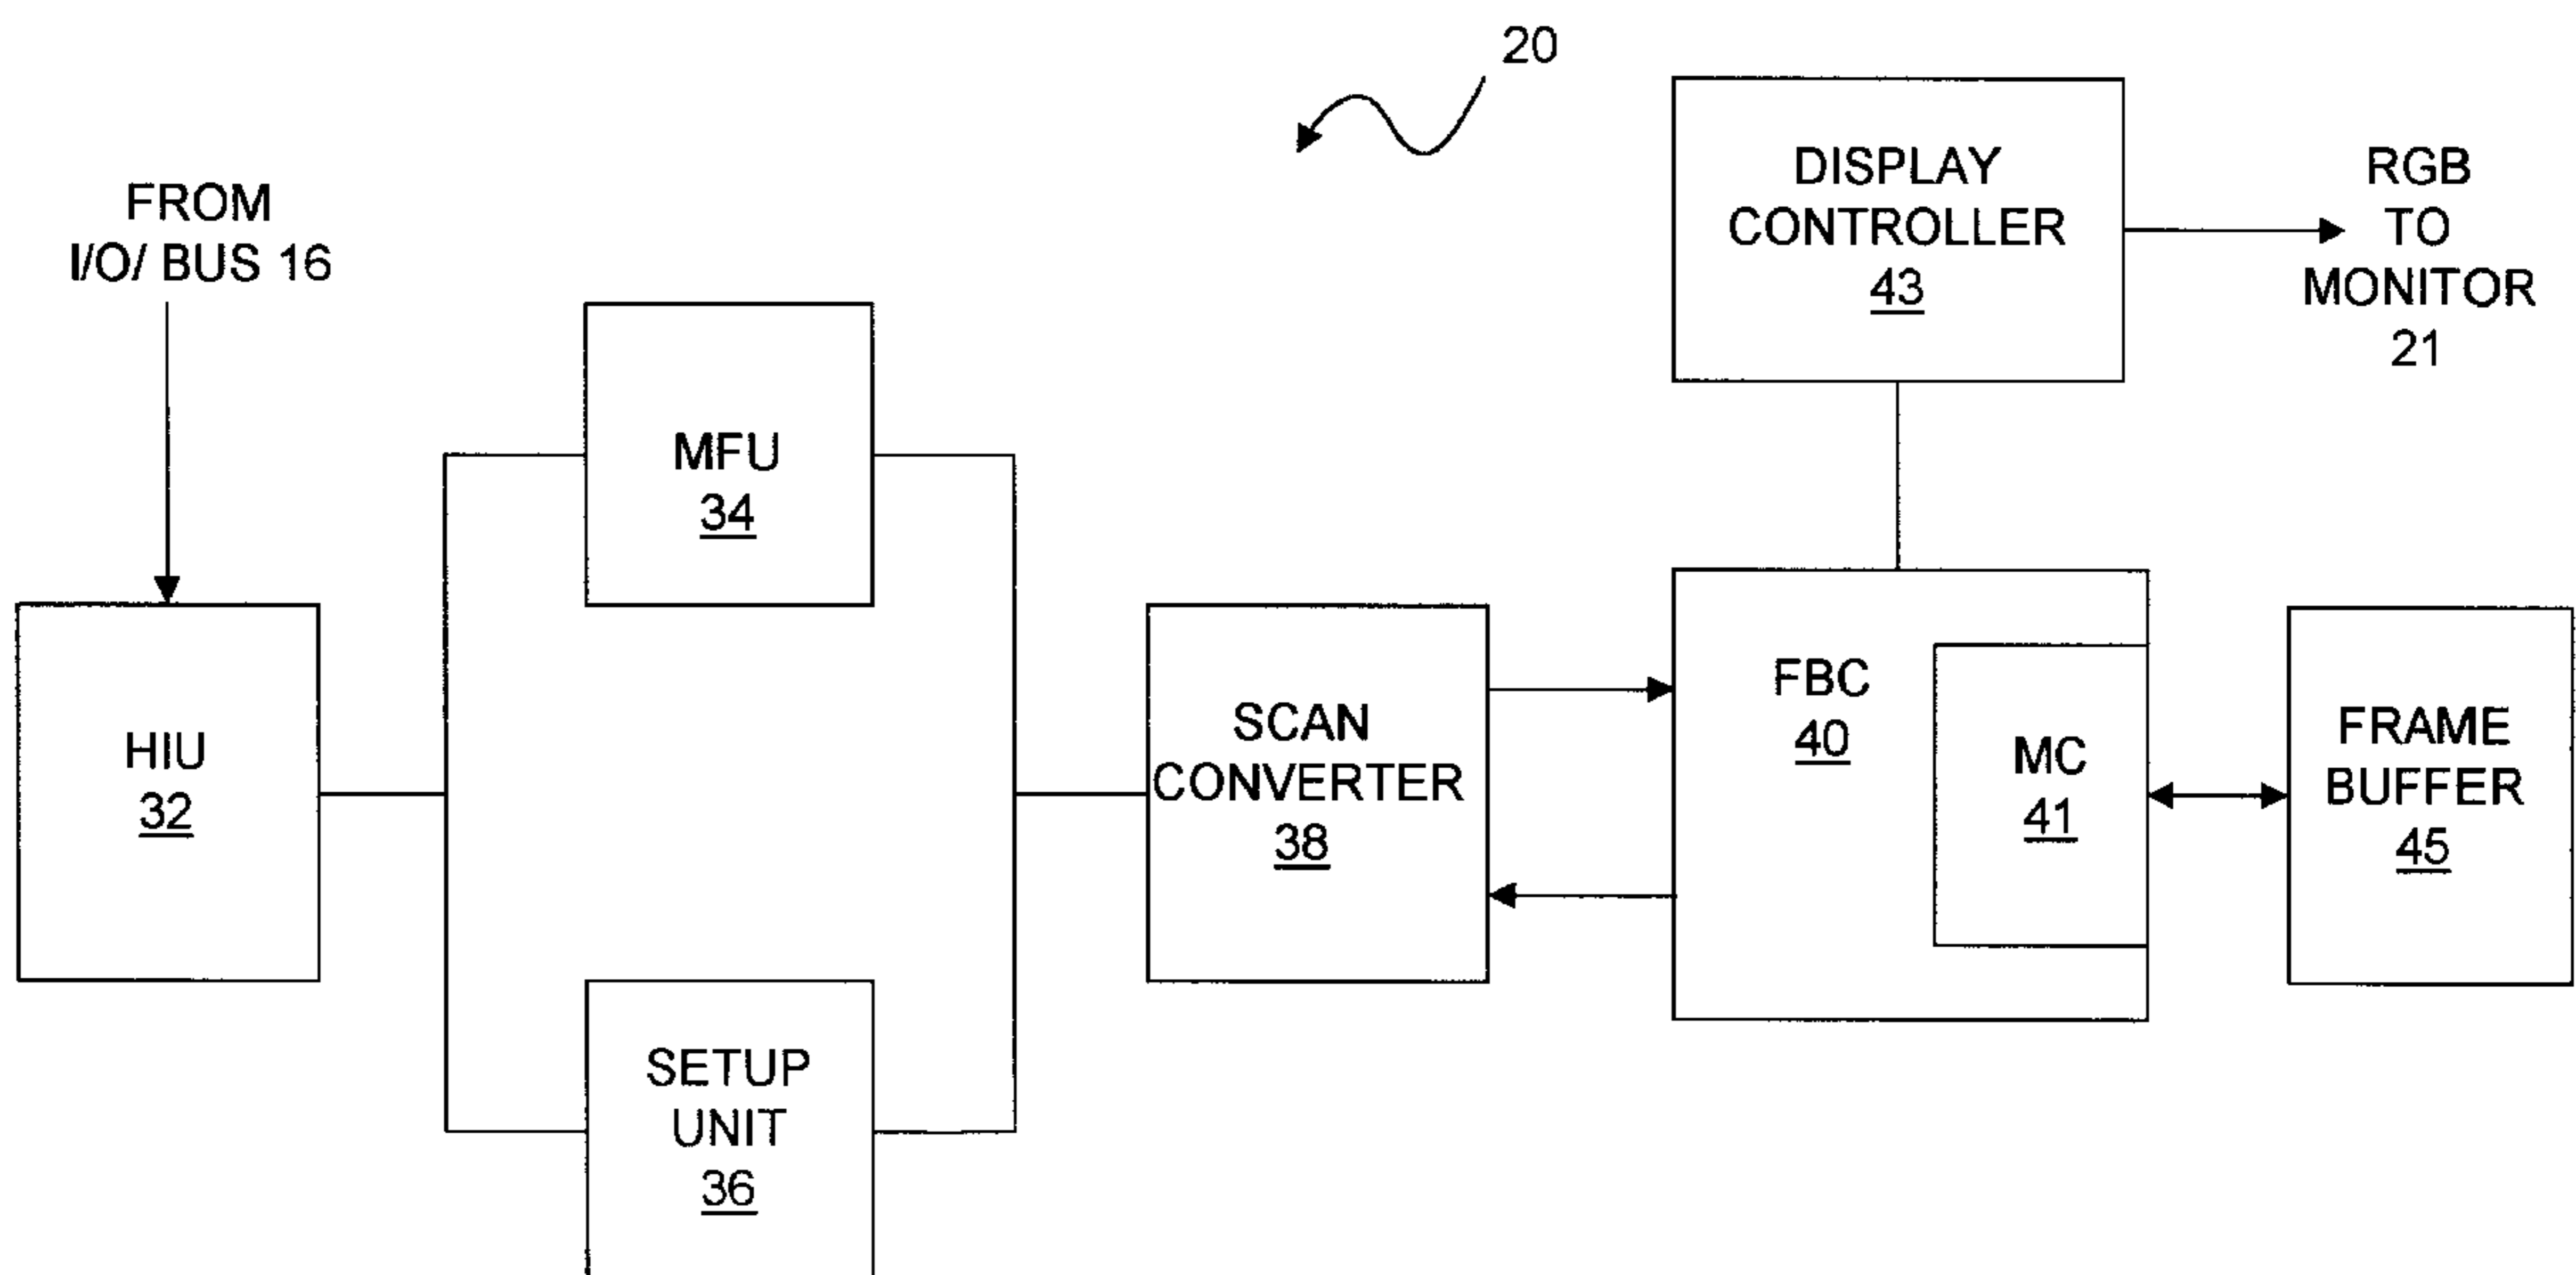 20
FROM
I/O/ BUS 16
DISPLAY
CONTROLLER
43
RGB
TO
MONITOR
21
MFU
34
HIU
32
SCAN
CONVERTER
38
FBC
40
MC
41
FRAME
BUFFER
45
SETUP
UNIT
36